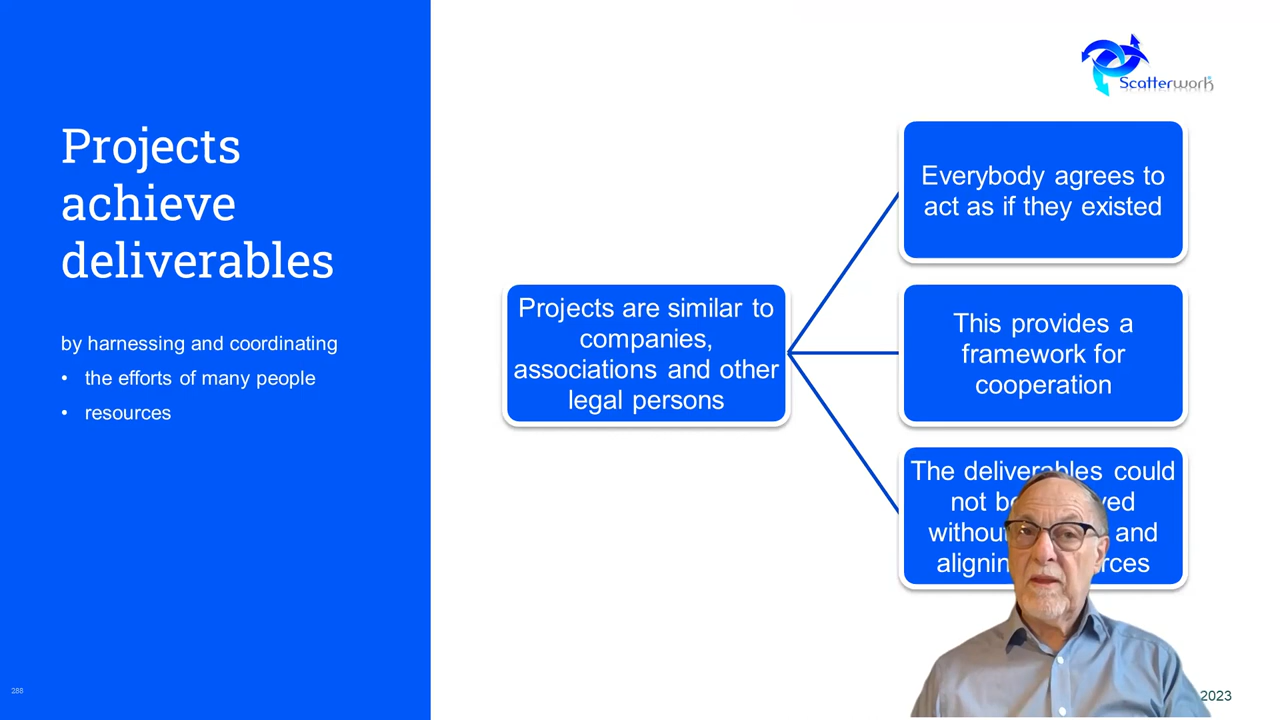 Scatterwork
Projects
achieve
deliverables
by harnessing and coordinating
• the efforts of many people
• resources
Projects are similar to
companies,
associations and other
legal persons
Everybody agrees to
act as if they existed
This provides a
framework for
cooperation
The deliverables could
not
without and
288
2023